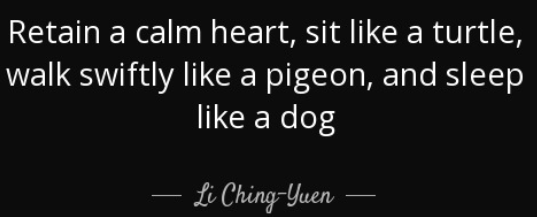 Retain a calm heart, sit like a turtle,
walk swiftly like a pigeon, and sleep
like a dog
Li Ching-Yuen